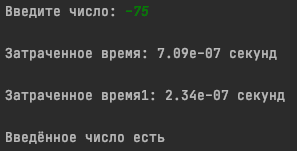 Введите число: -75
Затраченное время: 7.09e-07 секунд
Затраченное время1: 2.34e-07 секунд
Введённое число есть